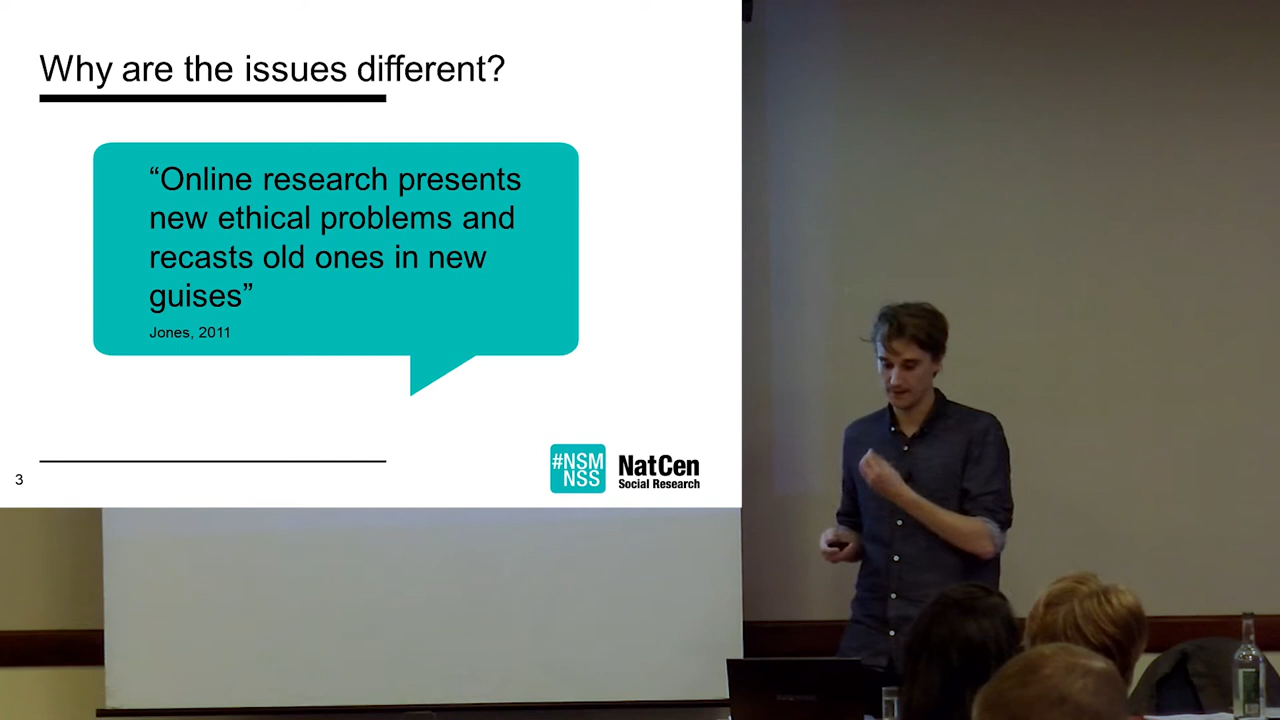 Why are the issues different?
“Online research presents
new ethical problems and
recasts old ones in new
guises”
Jones, 2011
3
#NSM
NSS
NatCen
Social Research